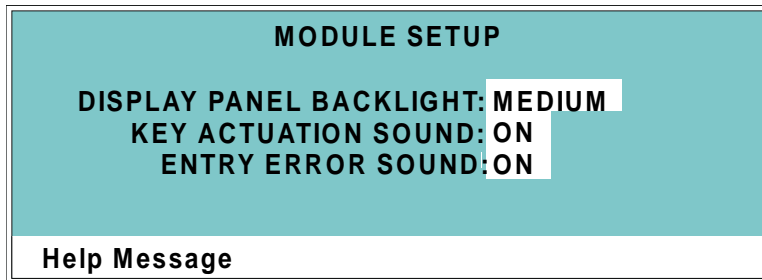 MODULE SETUP
DISPLAY PANEL BACKLIGHT: MEDIUM
KEY ACTUATION SOUND: ON
ENTRY ERROR SOUND: ON
Help Message